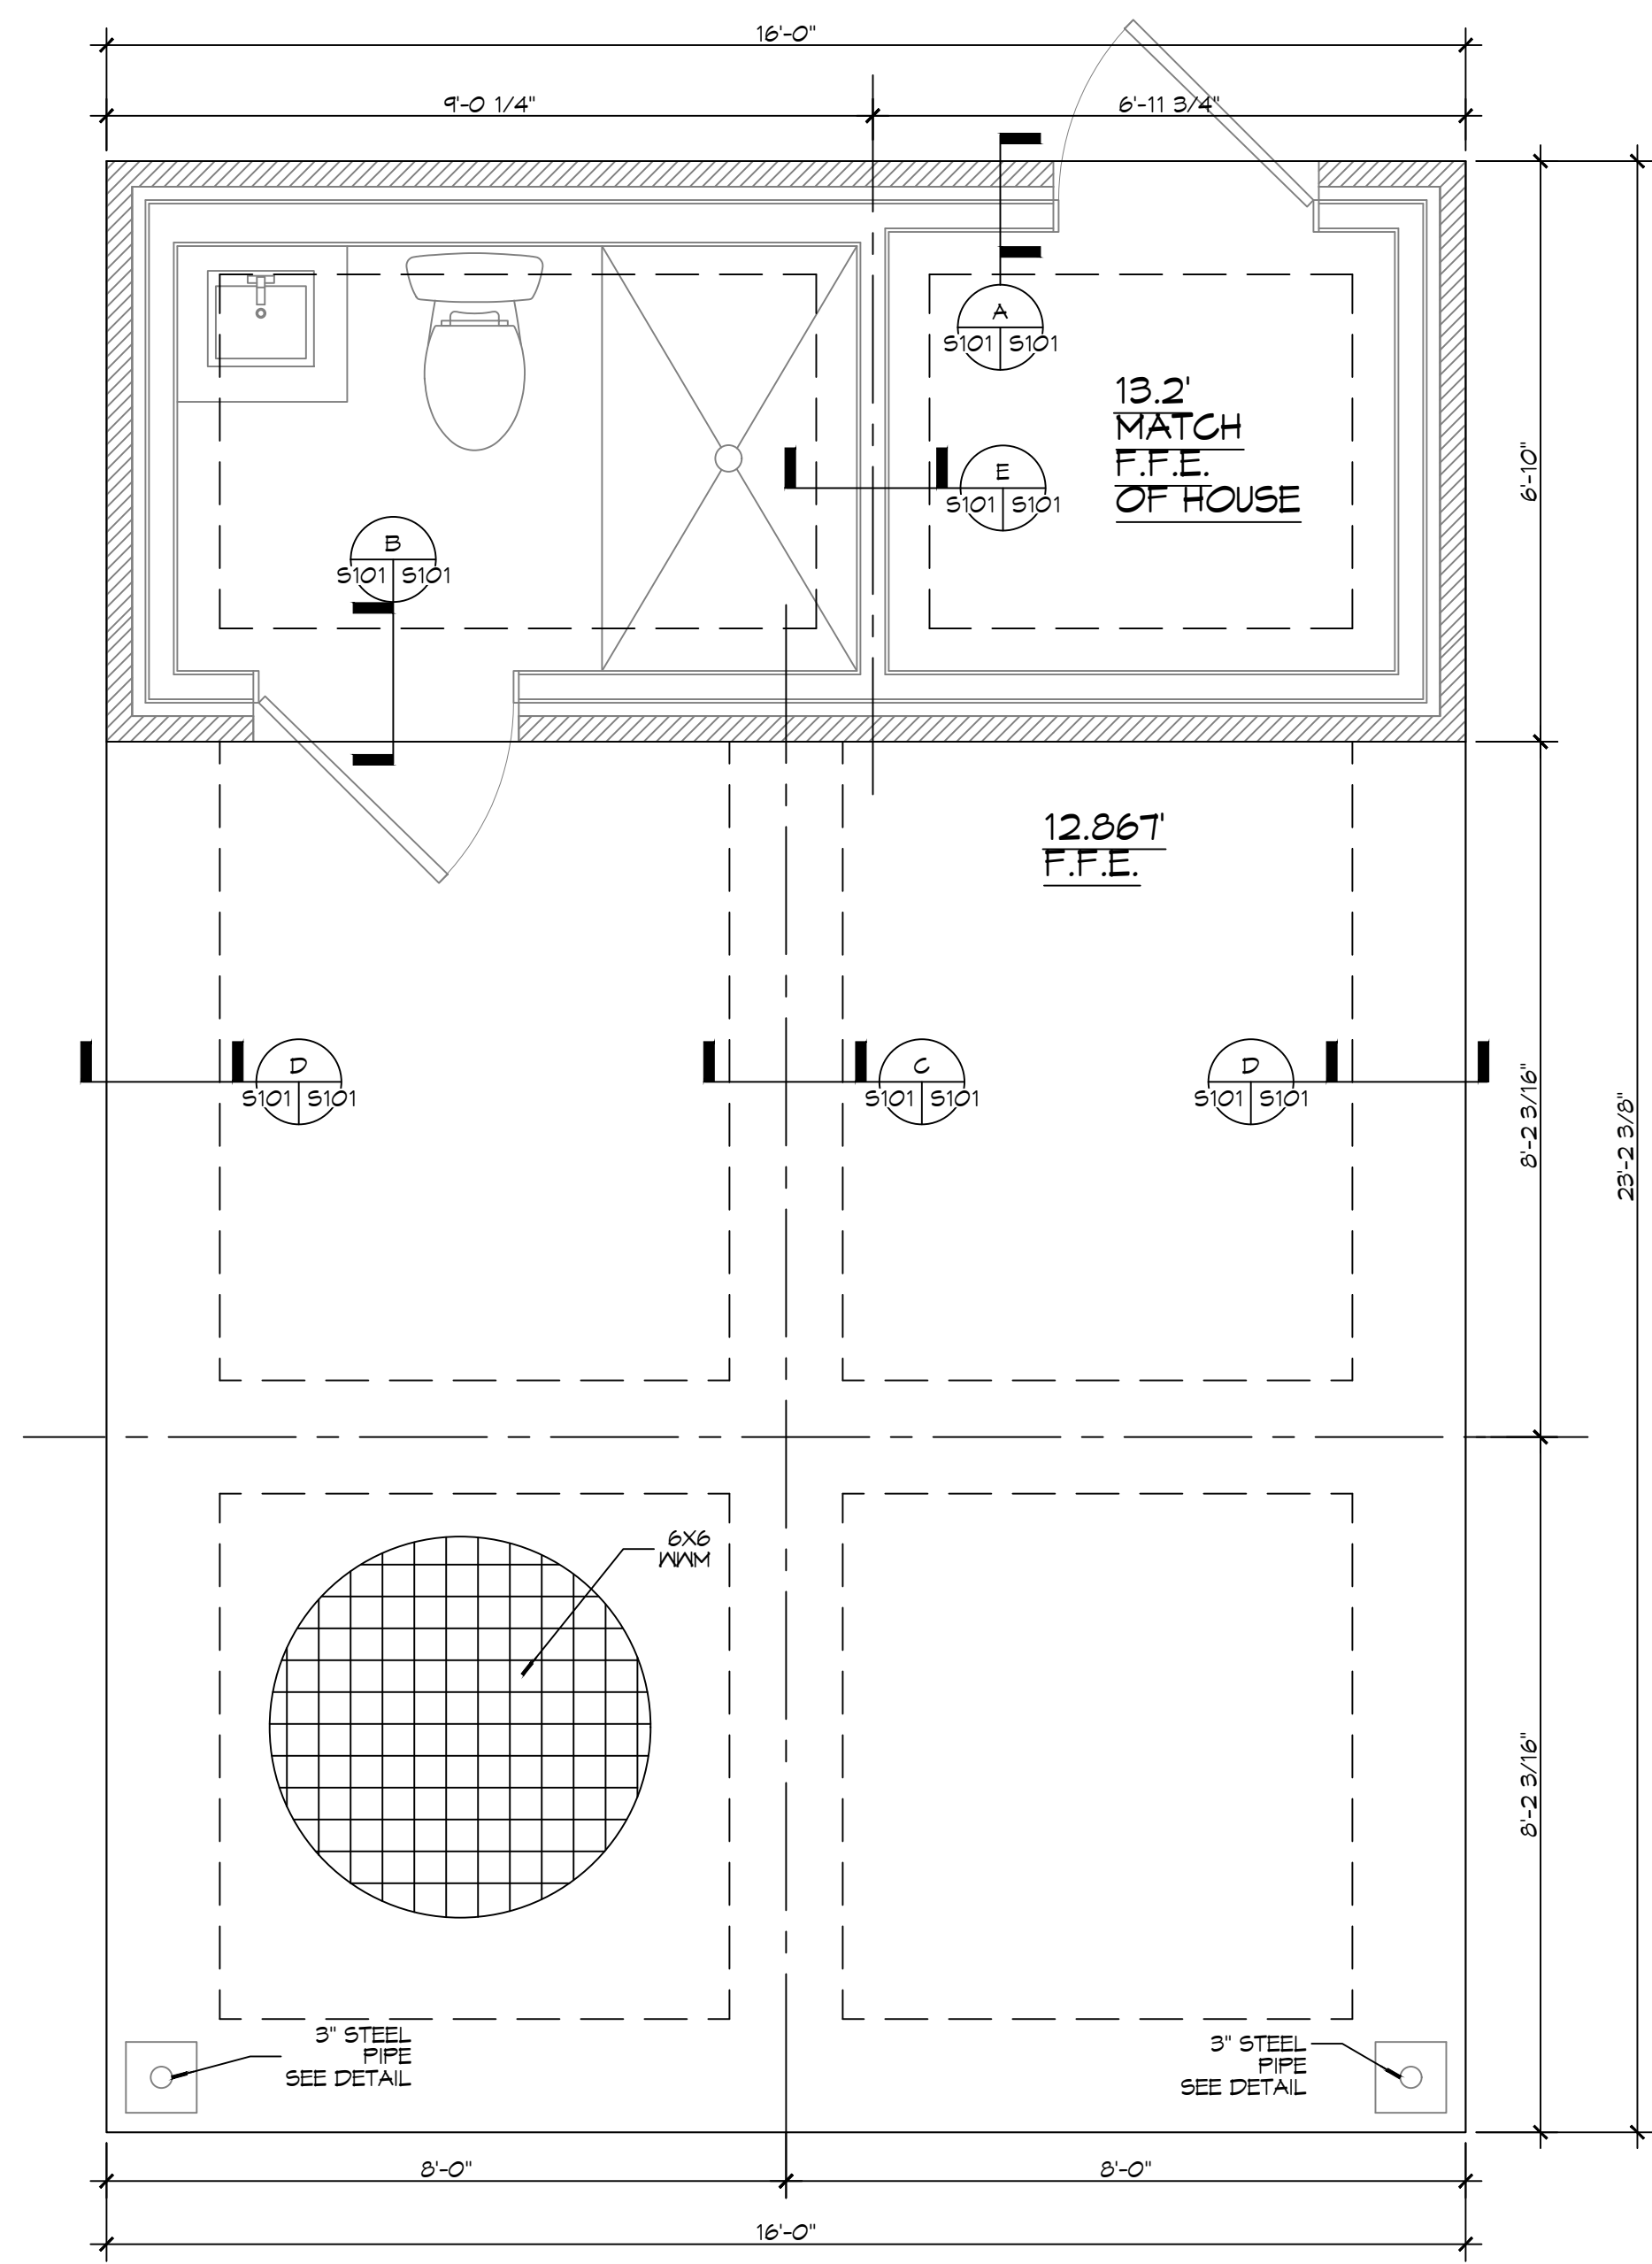 16'-0"
9'-0 1/4"
6'-11 3/4"
A
S101 S101
13.2'
MATCH
F.F.E.
OF HOUSE
E
S101 S101
6'-10"
B
S101 S101
12.867'
F.F.E.
D
S101 S101
C
S101 S101
D
S101 S101
8'-2 3/16"
23'-2 3/8"
6X6
WWM
8'-2 3/16"
3" STEEL
PIPE
SEE DETAIL
3" STEEL
PIPE
SEE DETAIL
8'-0"
8'-0"
16'-0"